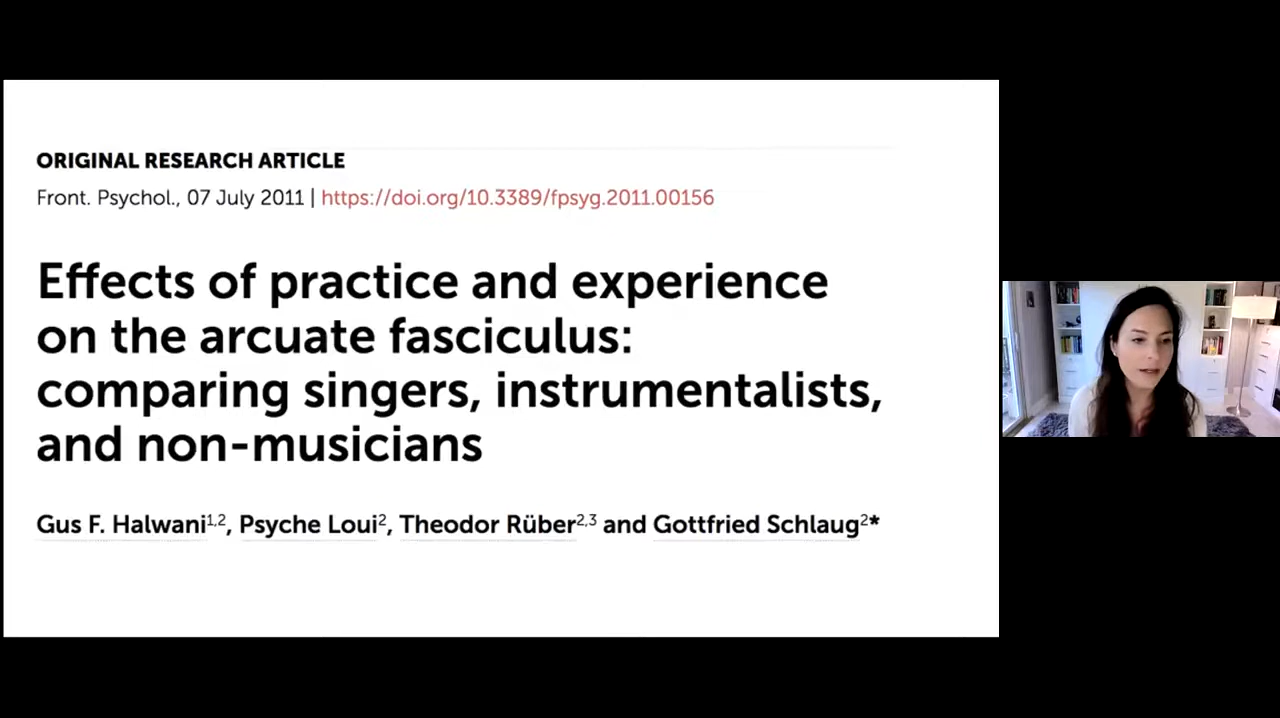 ORIGINAL RESEARCH ARTICLE
Front. Psychol., 07 July 2011 | https://doi.org/10.3389/fpsyg.2011.00156
Effects of practice and experience
on the arcuate fasciculus:
comparing singers, instrumentalists,
and non-musicians
Gus F. Halwani1,2, Psyche Loui2, Theodor Rüber2,3 and Gottfried Schlaug2*